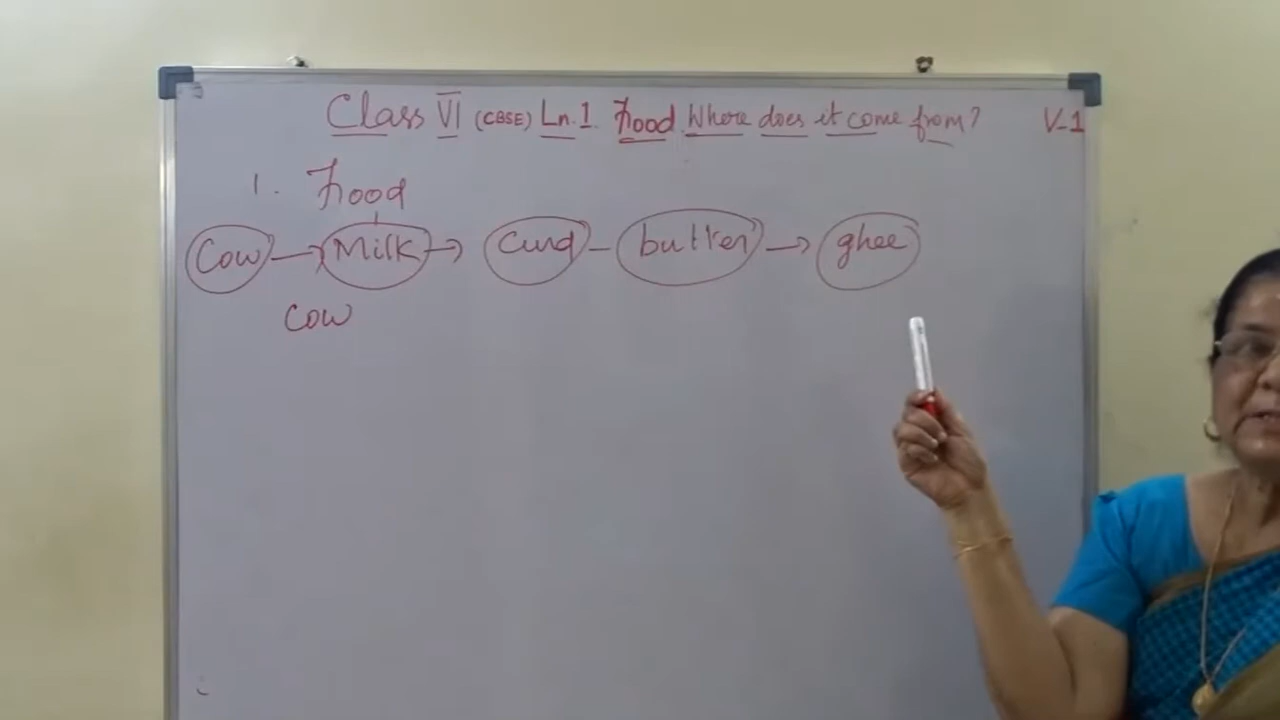 Class VI (CBSE) Ln. 1. Food Where does it come from? V-1
1. Food
Cow → Milk → Curd – butter → ghee
Cow